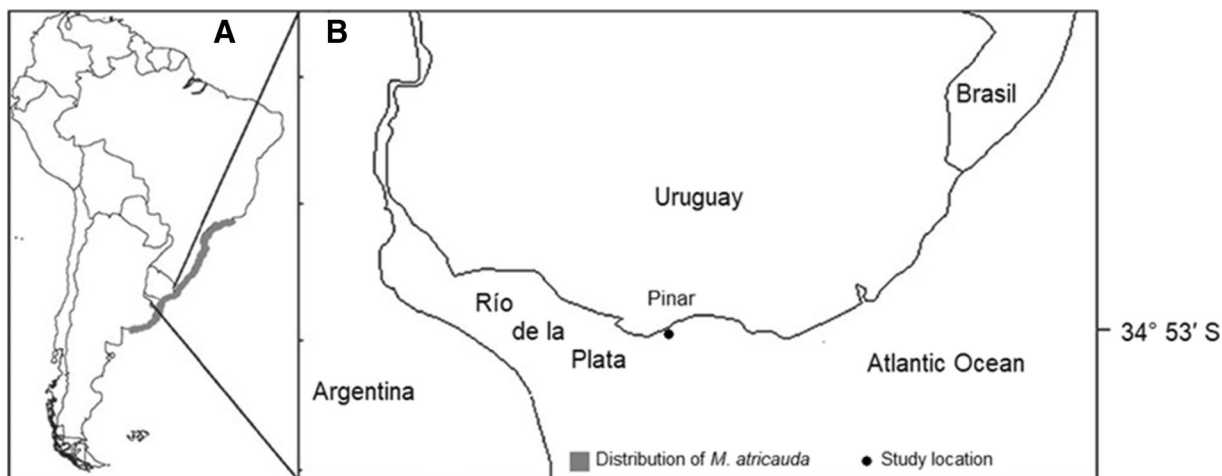 A
B
Brasil
Uruguay
Pinar
Río
de la
Plata
34° 53′ S
Atlantic Ocean
Argentina
Distribution of M. atricauda
Study location